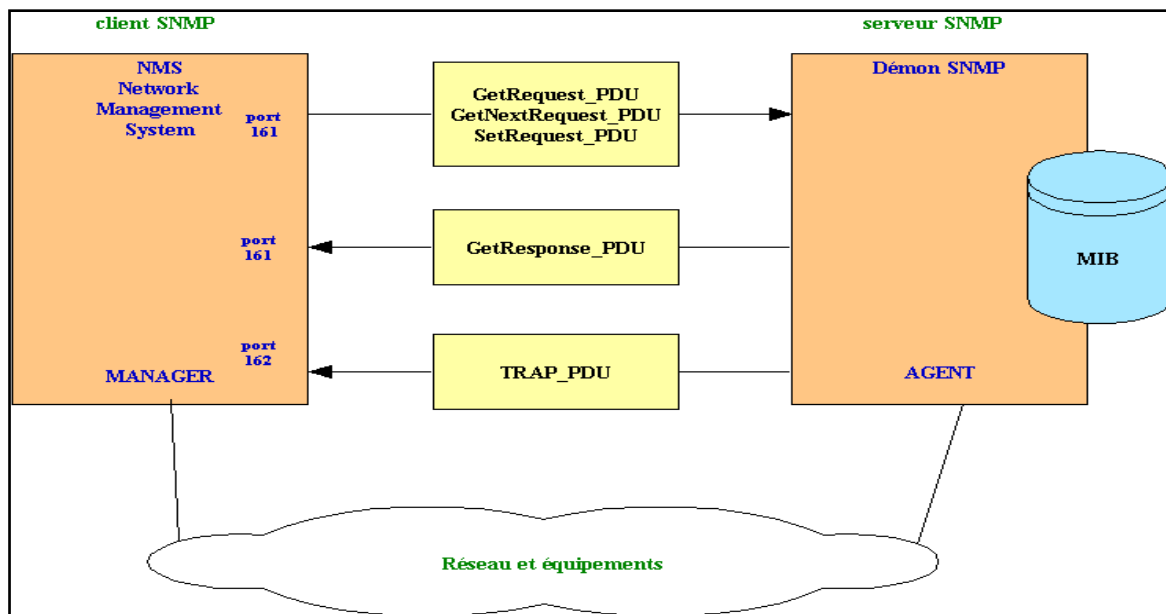 client SNMP
serveur SNMP
NMS
Network
Management
System
port
161
GetRequest_PDU
GetNextRequest_PDU
SetRequest_PDU
Démon SNMP
port
161
GetResponse_PDU
MIB
port
162
MANAGER
TRAP_PDU
AGENT
Réseau et équipements